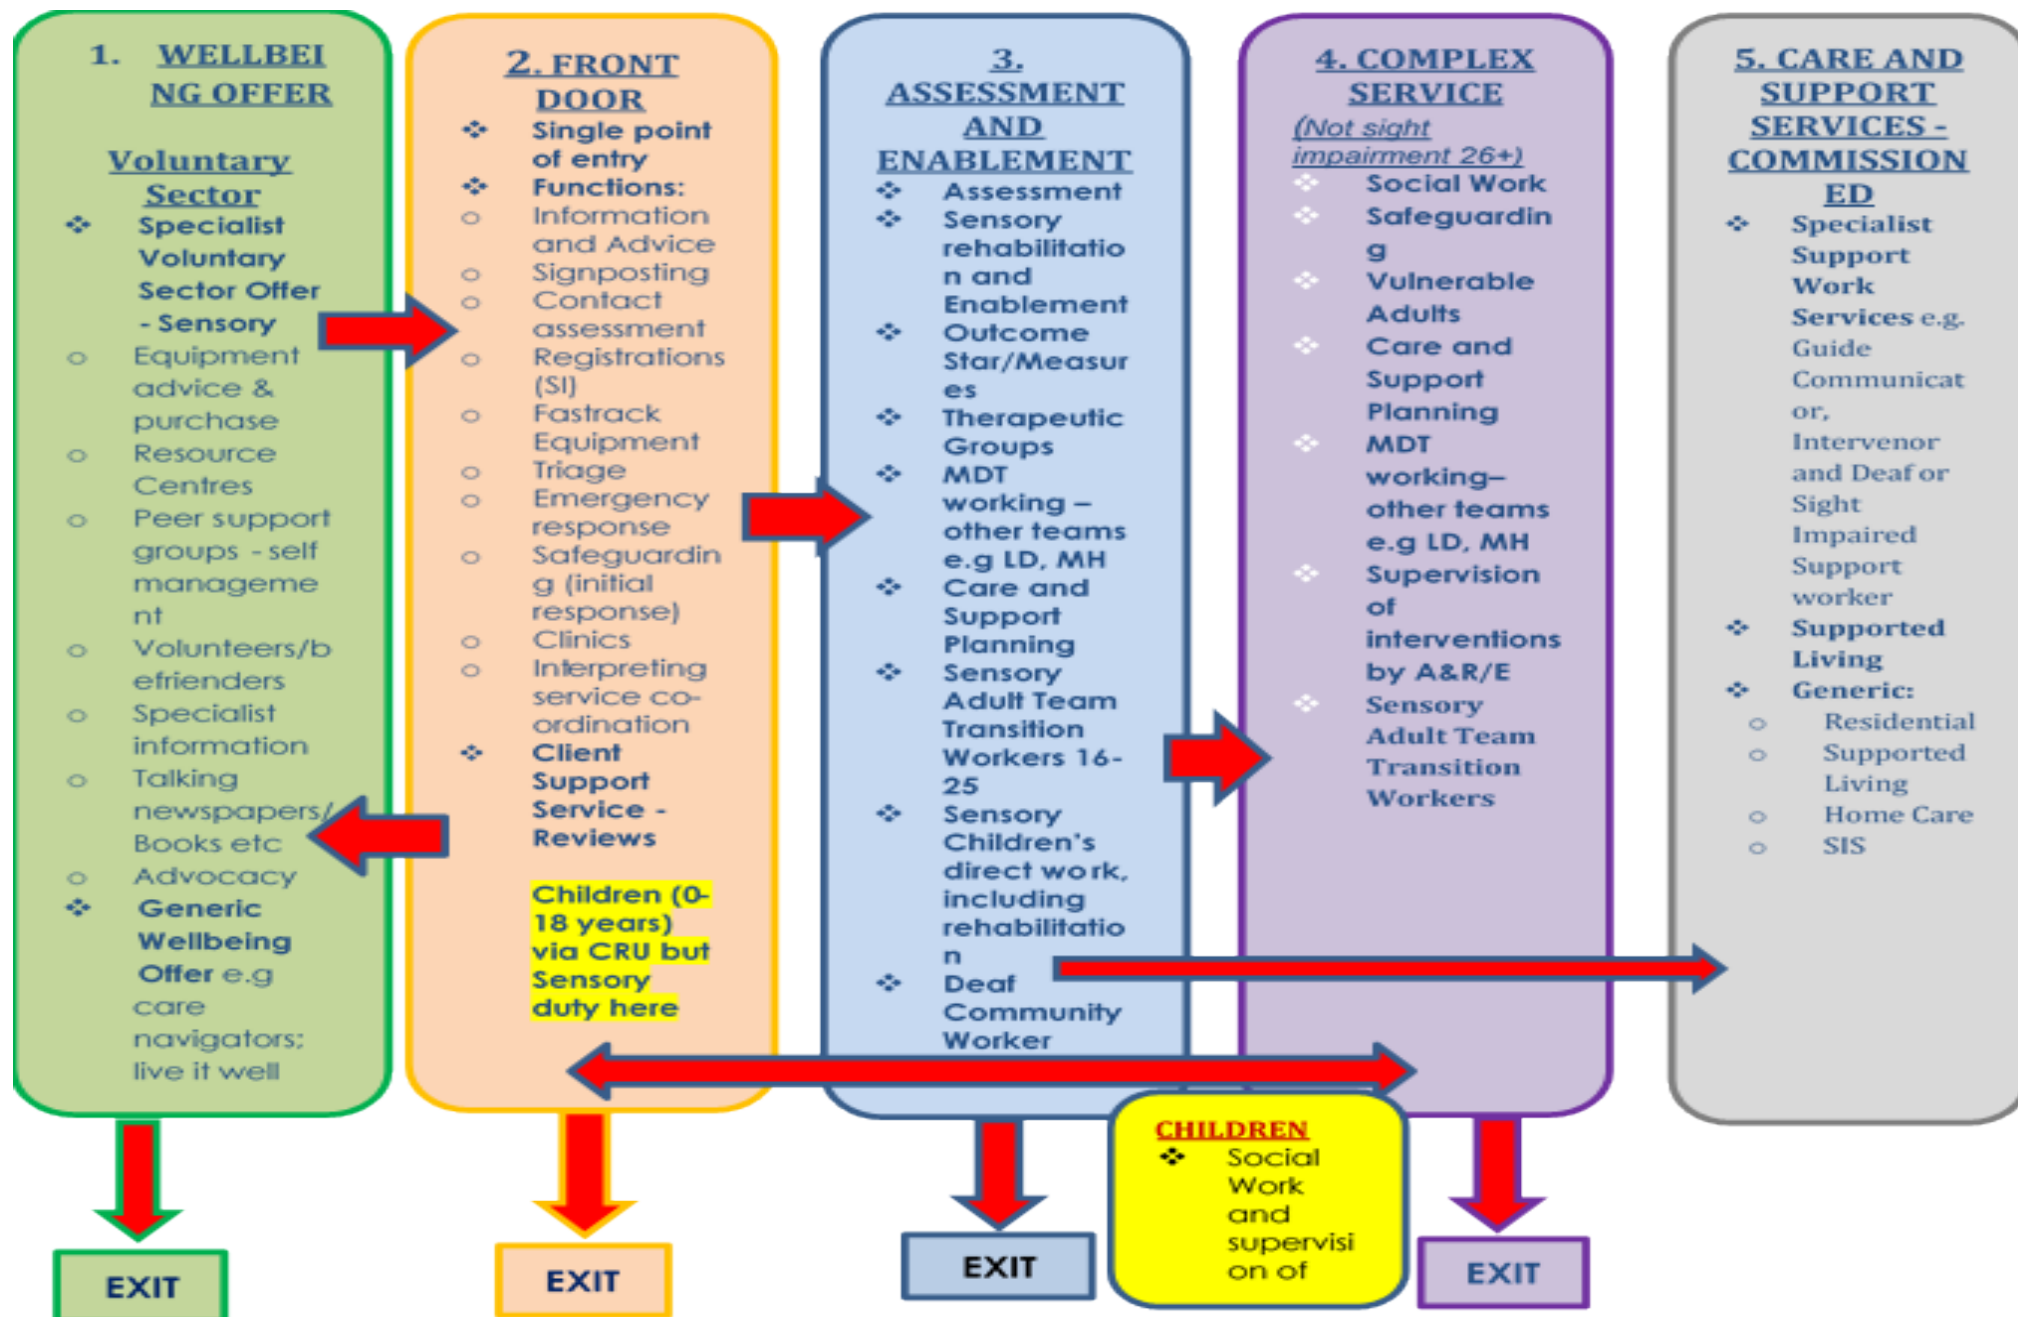 1. WELLBEI
NG OFFER
Voluntary
Sector
❖ Specialist
Voluntary
Sector Offer
- Sensory
o Equipment
advice &
purchase
o Resource
Centres
o Peer support
groups - self
manageme
nt
o Volunteers/b
efrienders
o Specialist
information
o Talking
newspapers/
Books etc
o Advocacy
❖ Generic
Wellbeing
Offer e.g
care
navigators;
live it well
EXIT
2. FRONT
DOOR
❖ Single point
of entry
❖ Functions:
o Information
and Advice
o Signposting
o Contact
assessment
o Registrations
(SI)
o Fastrack
Equipment
o Triage
o Emergency
response
o Safeguardin
g (initial
response)
o Clinics
o Interpreting
service co-
ordination
❖ Client
Support
Service -
Reviews
Children (0-
18 years)
via CRU but
Sensory
duty here
EXIT
3.
ASSESSMENT
AND
ENABLEMENT
❖ Assessment
❖ Sensory
rehabilitatio
n and
Enablement
❖ Outcome
Star/Measur
es
❖ Therapeutic
Groups
❖ MDT
working –
other teams
e.g LD, MH
❖ Care and
Support
Planning
❖ Sensory
Adult Team
Transition
Workers 16-
25
❖ Sensory
Children's
direct work,
including
rehabilitatio
n
❖ Deaf
Community
Worker
EXIT
4. COMPLEX
SERVICE
(Not sight
impairment 26+)
❖ Social Work
❖ Safeguardin
g
❖ Vulnerable
Adults
❖ Care and
Support
Planning
❖ MDT
working–
other teams
e.g LD, MH
❖ Supervision
of
interventions
by A&R/E
❖ Sensory
Adult Team
Transition
Workers
CHILDREN
❖ Social
Work
and
supervisi
on of
EXIT
5. CARE AND
SUPPORT
SERVICES -
COMMISSION
ED
❖ Specialist
Support
Work
Services e.g.
Guide
Communicat
or,
Intervenor
and Deaf or
Sight
Impaired
Support
worker
❖ Supported
Living
❖ Generic:
o Residential
o Supported
Living
o Home Care
o SIS